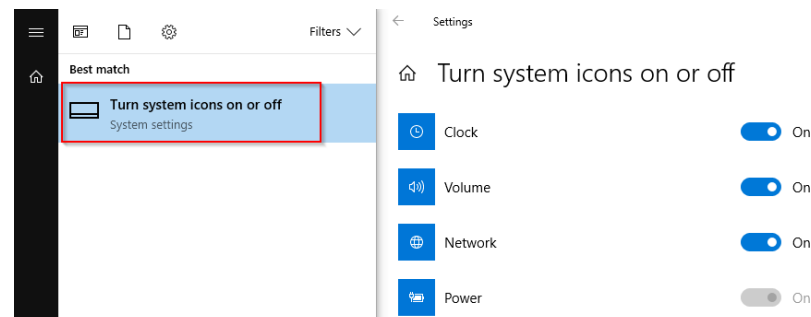 Filters
Best match
Turn system icons on or off
System settings
Settings
Turn system icons on or off
Clock
On
Volume
On
Network
On
Power
On